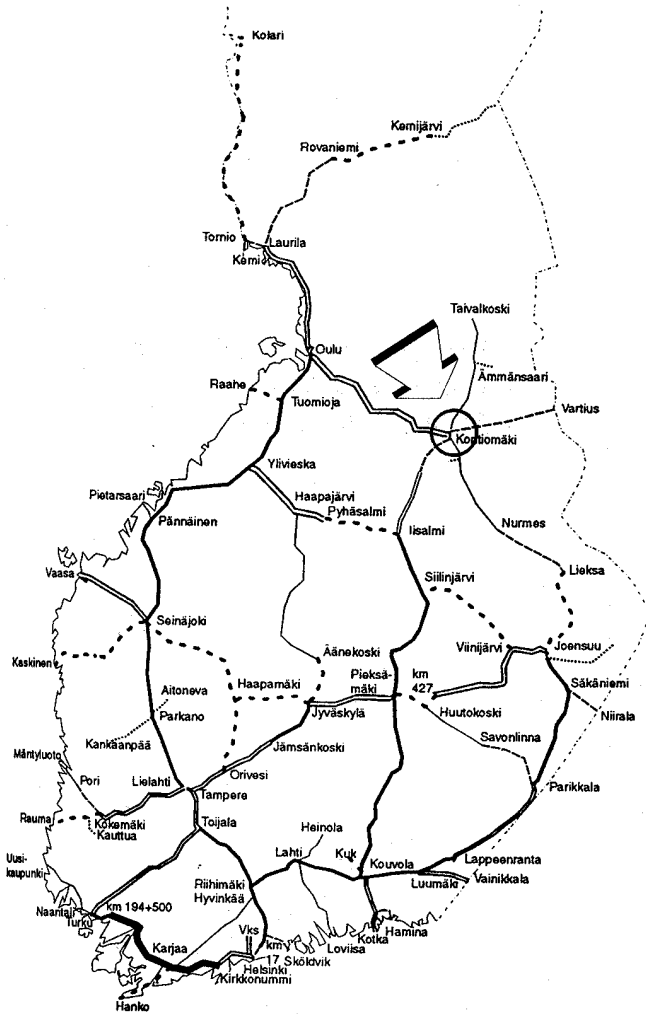 Kolari
Kemijärvi
Rovaniemi
Tornio
Laurila
Kemi
Taivalkoski
Oulu
Ämmänsaari
Raahe
Tuomioja
Vartius
Kontiomäki
Ylivieska
Pietarsaari
Haapajärvi
Pyhäsalmi
Pännäinen
Iisalmi
Nurmes
Vaasa
Siilinjärvi
Lieksa
Seinäjoki
Viinijärvi
Joensuu
Kaskinen
Äänekoski
Haapamäki
Pieksä-
mäki
km
427
Säkäniemi
Aitoneva
Parkano
Jyväskylä
Huutokoski
Niirala
Kankaanpää
Jämsänkoski
Savonlinna
Mäntyluoto
Pori
Lielahti
Orivesi
Parikkala
Tampere
Rauma
Kokemäki
Kauttua
Toijala
Heinola
Lahti
Kuk
Kouvola
Lappeenranta
Uusi-
kaupunki
Luumäki
Vainikkala
Riihimäki
Hyvinkää
Naantali
Turku
km 194+500
Karjaa
Vks
km
17
Sköldvik
Loviisa
Kotka
Hamina
Helsinki
Kirkkonummi
Hanko